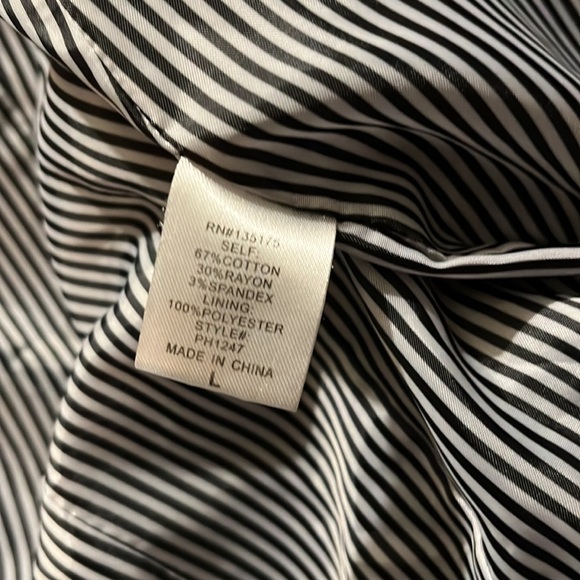 RN#135175
SELF:
67%COTTON
30%RAYON
3%SPANDEX
LINING:
100%POLYESTER
STYLE#
PH1247
MADE IN CHINA
L